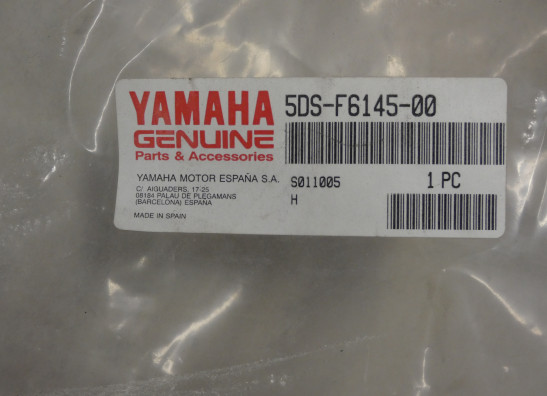 YAMAHA
GENUINE
Parts & Accessories
YAMAHA MOTOR ESPAÑA S.A.
C/ AIGUADERS, 17-25
08184 PALAU DE PLEGAMANS
(BARCELONA) ESPAÑA
MADE IN SPAIN
5DS-F6145-00
S011005
H
1 PC